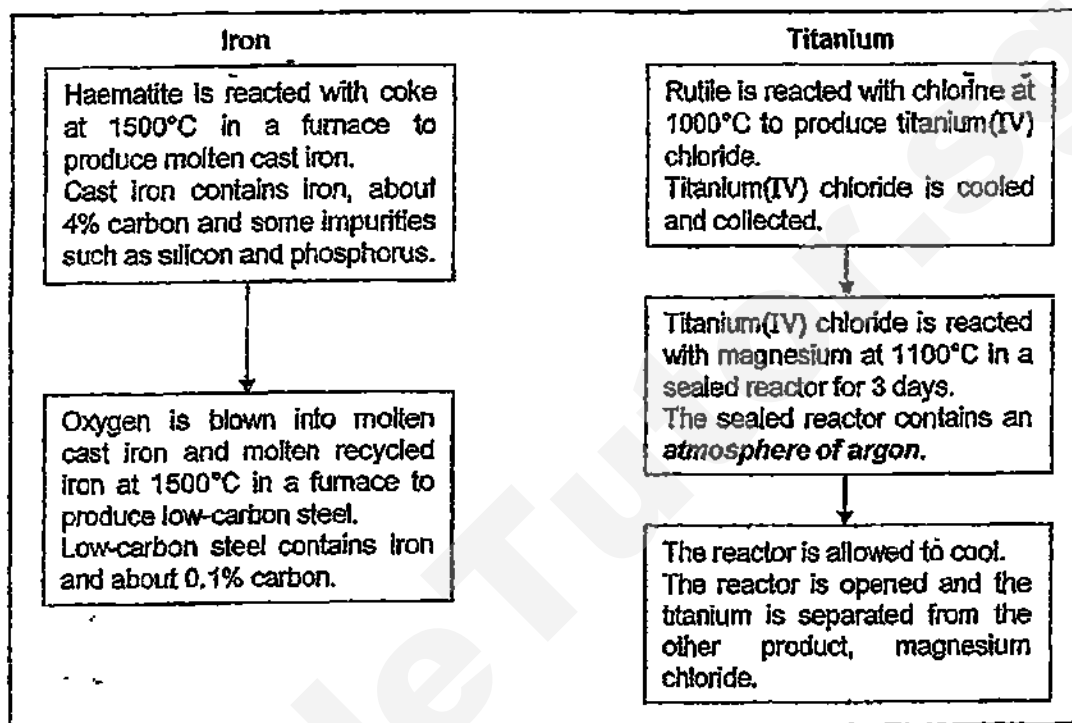 Iron
Haematite is reacted with coke
at 1500°C in a furnace to
produce molten cast iron.
Cast iron contains iron, about
4% carbon and some impurities
such as silicon and phosphorus.
Oxygen is blown into molten
cast iron and molten recycled
iron at 1500°C in a furnace to
produce low-carbon steel.
Low-carbon steel contains iron
and about 0.1% carbon.
Titanium
Rutile is reacted with chlorine at
1000°C to produce titanium(IV)
chloride.
Titanium(IV) chloride is cooled
and collected.
Titanium(IV) chloride is reacted
with magnesium at 1100°C in a
sealed reactor for 3 days.
The sealed reactor contains an
atmosphere of argon.
The reactor is allowed to cool.
The reactor is opened and the
titanium is separated from the
other product, magnesium
chloride.